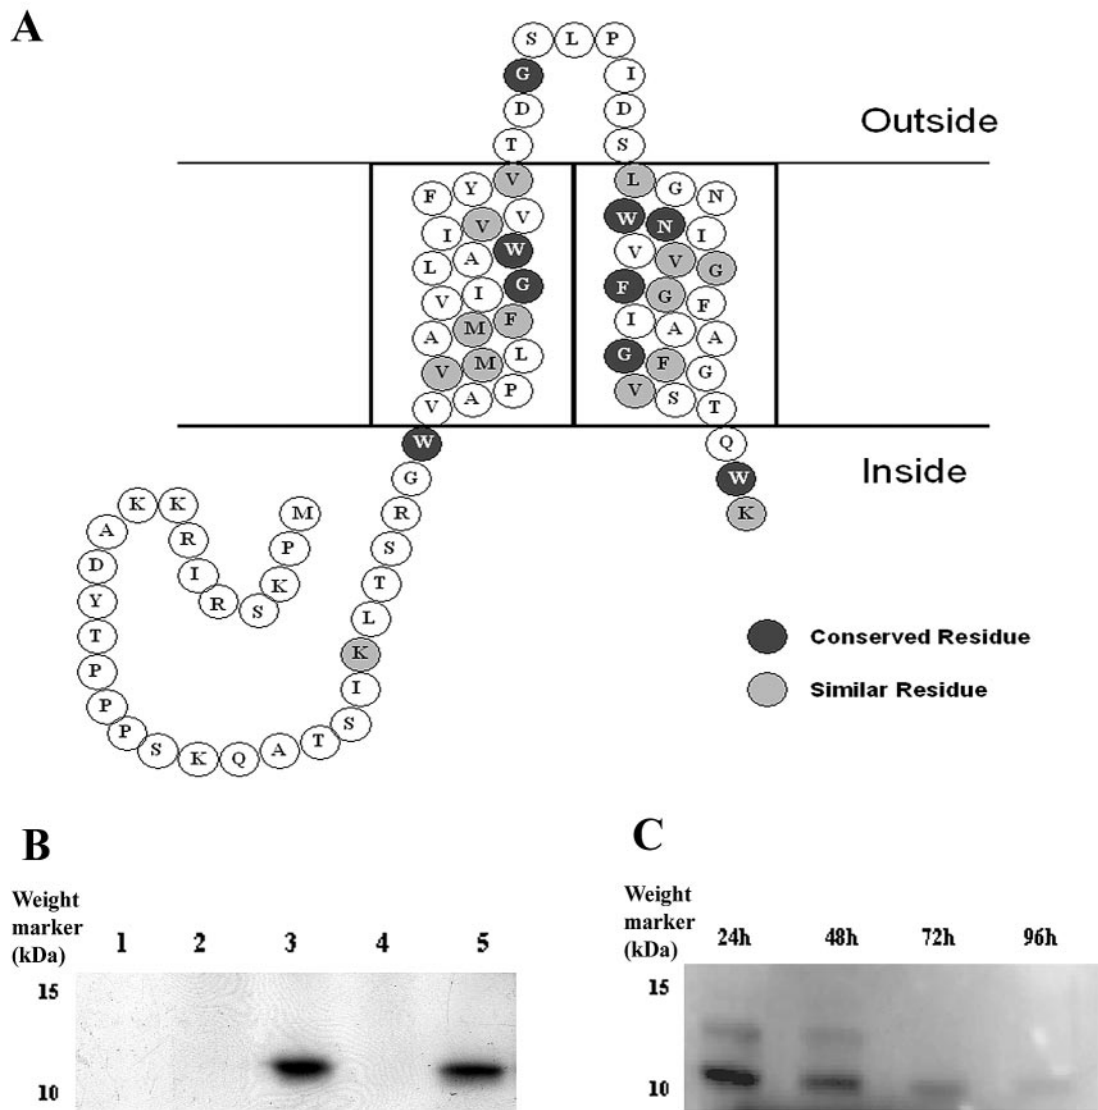 A
S L P
G I
D D
T S
Outside
F Y V
I V V
L A W
V I G
A M F
V M L
V A P
L G N
W N I
V V G
F G F
I A A
G F G
V S T
W
G
R
S
T
L
K
I
S
T
A
Q
K
S
P
P
P
T
Y
D
A
K
K
R
I
R
S
K
P
M
Q
W
K
Inside
Conserved Residue
Similar Residue
B
Weight
marker
(kDa)
1 2 3 4 5
15
10
C
Weight
marker
(kDa)
24h 48h 72h 96h
15
10